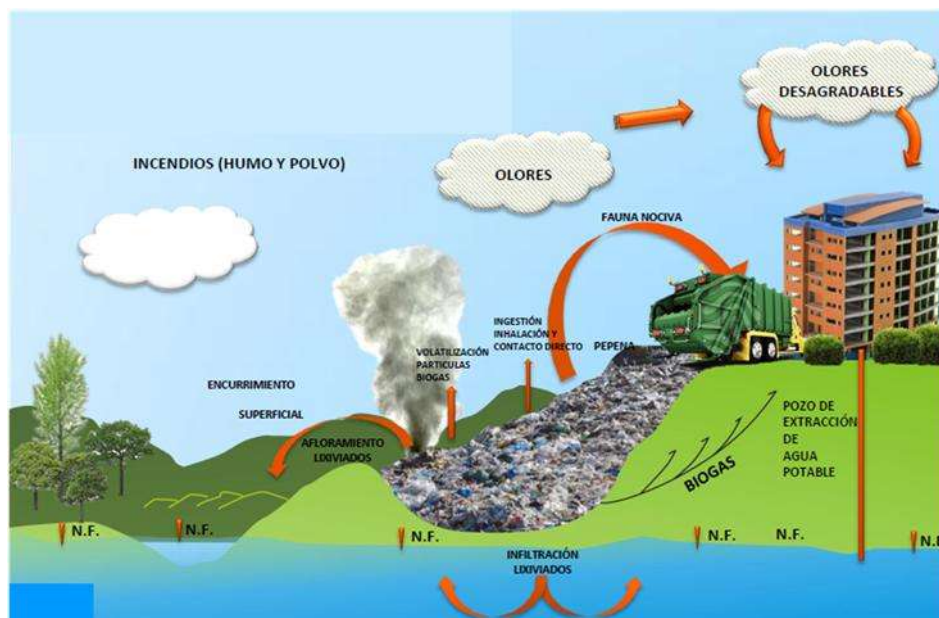 OLORES
DESAGRADABLES
INCENDIOS (HUMO Y POLVO)
OLORES
FAUNA NOCIVA
INGESTIÓN
INHALACIÓN Y
CONTACTO DIRECTO
PEPENA
VOLATILIZACIÓN
PARTICULAS
BIOGAS
ENCURRIMIENTO
SUPERFICIAL
AFLORAMIENTO
LIXIVIADOS
POZO DE
EXTRACCIÓN
DE
AGUA
POTABLE
BIOGAS
N.F.
N.F.
N.F.
N.F.
N.F.
N.F
INFILTRACIÓN
LIXIVIADOS